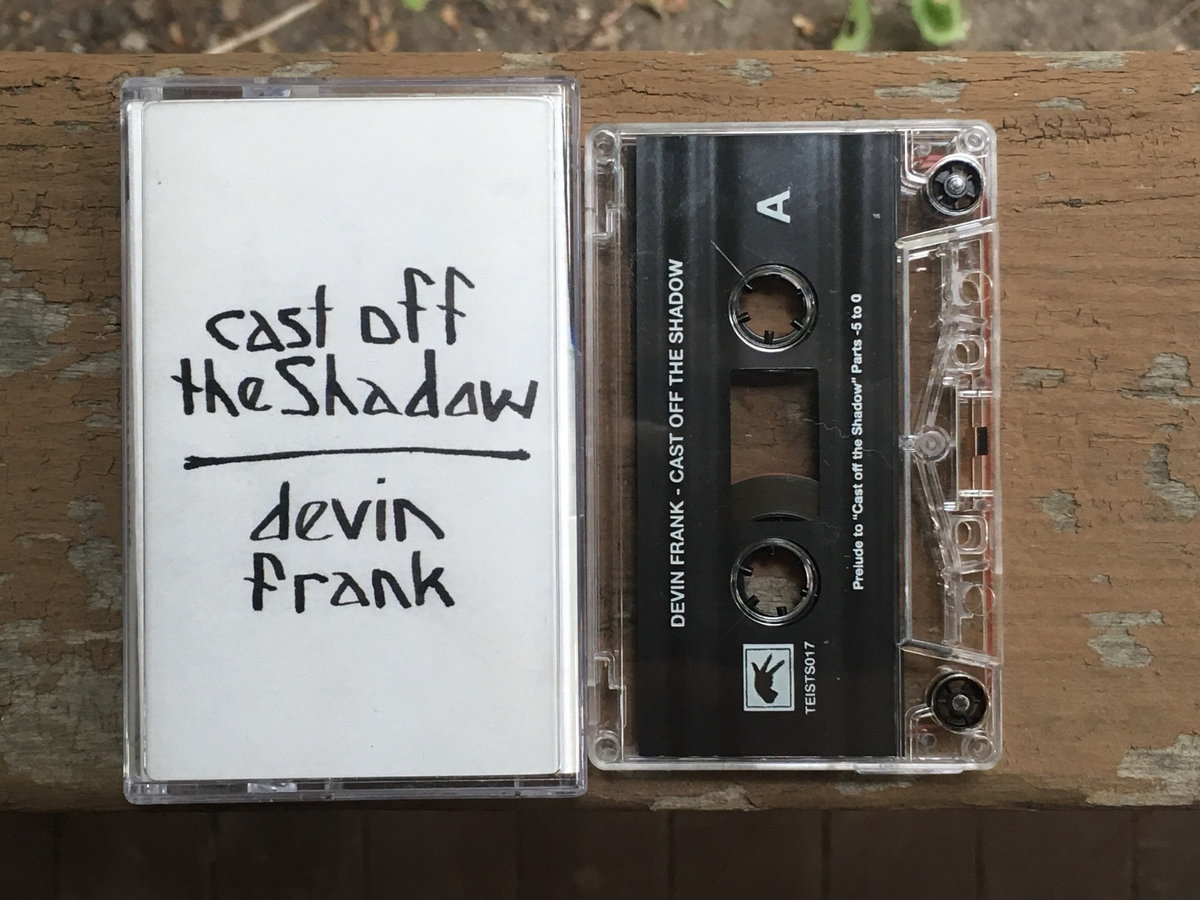 cast off
the Shadow
devin
frank
A
DEVIN FRANK - CAST OFF THE SHADOW
Prelude to "Cast off the Shadow" Parts -5 to 0
TEISTS017